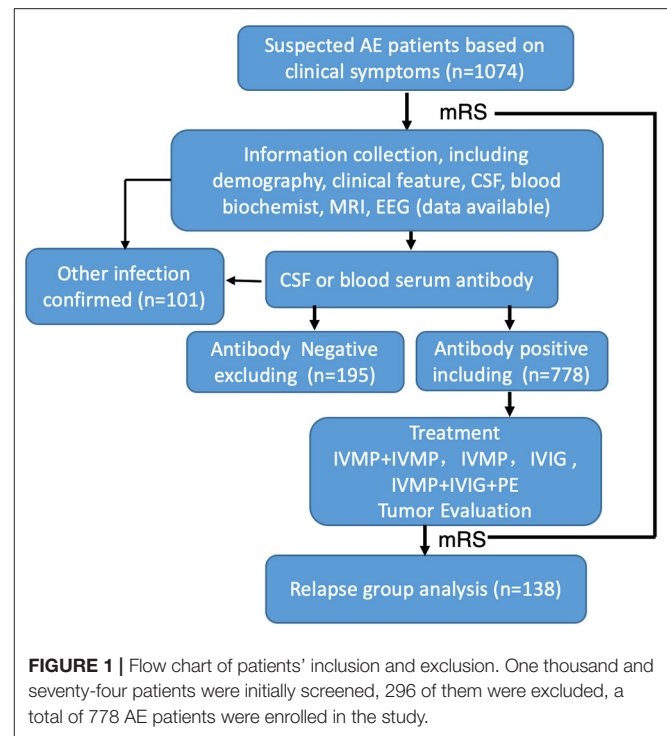 Suspected AE patients based on
clinical symptoms (n=1074)
mRS
Information collection, including
demography, clinical feature, CSF, blood
biochemist, MRI, EEG (data available)
Other infection
confirmed (n=101)
CSF or blood serum antibody
Antibody Negative
excluding (n=195)
Antibody positive
including (n=778)
Treatment
IVMP+IVMP, IVMP, IVIG ,
IVMP+IVIG+PE
Tumor Evaluation
mRS
Relapse group analysis (n=138)
FIGURE 1 | Flow chart of patients’ inclusion and exclusion. One thousand and
seventy-four patients were initially screened, 296 of them were excluded, a
total of 778 AE patients were enrolled in the study.